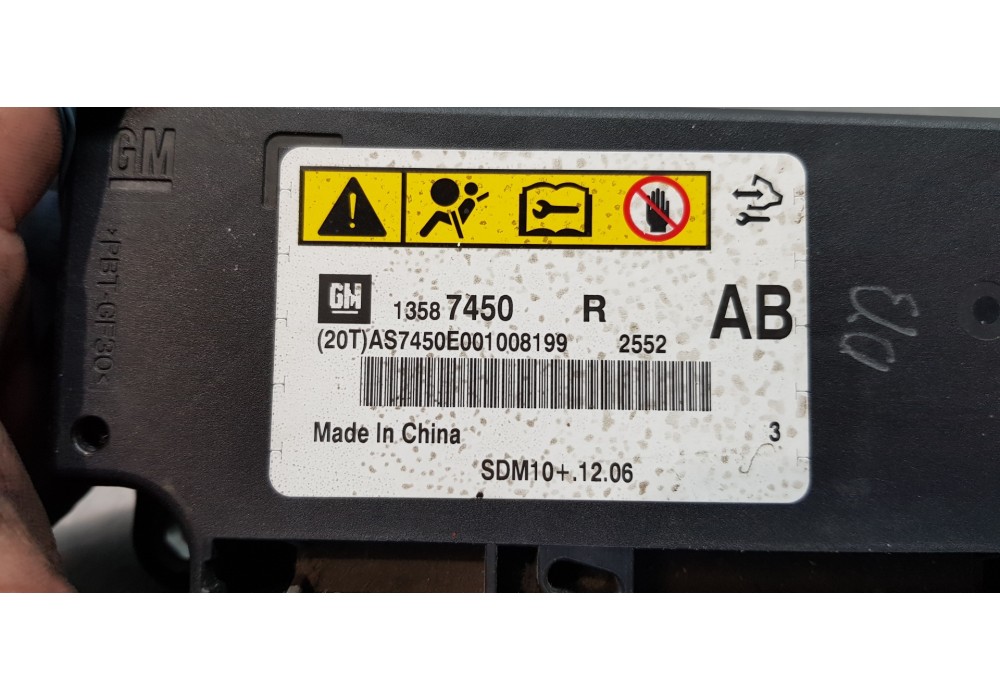 GM
>PBT-GF30<
GM 1358 7450 R AB
(20T)AS7450E001008199 2552
Made In China 3
SDM10+.12.06